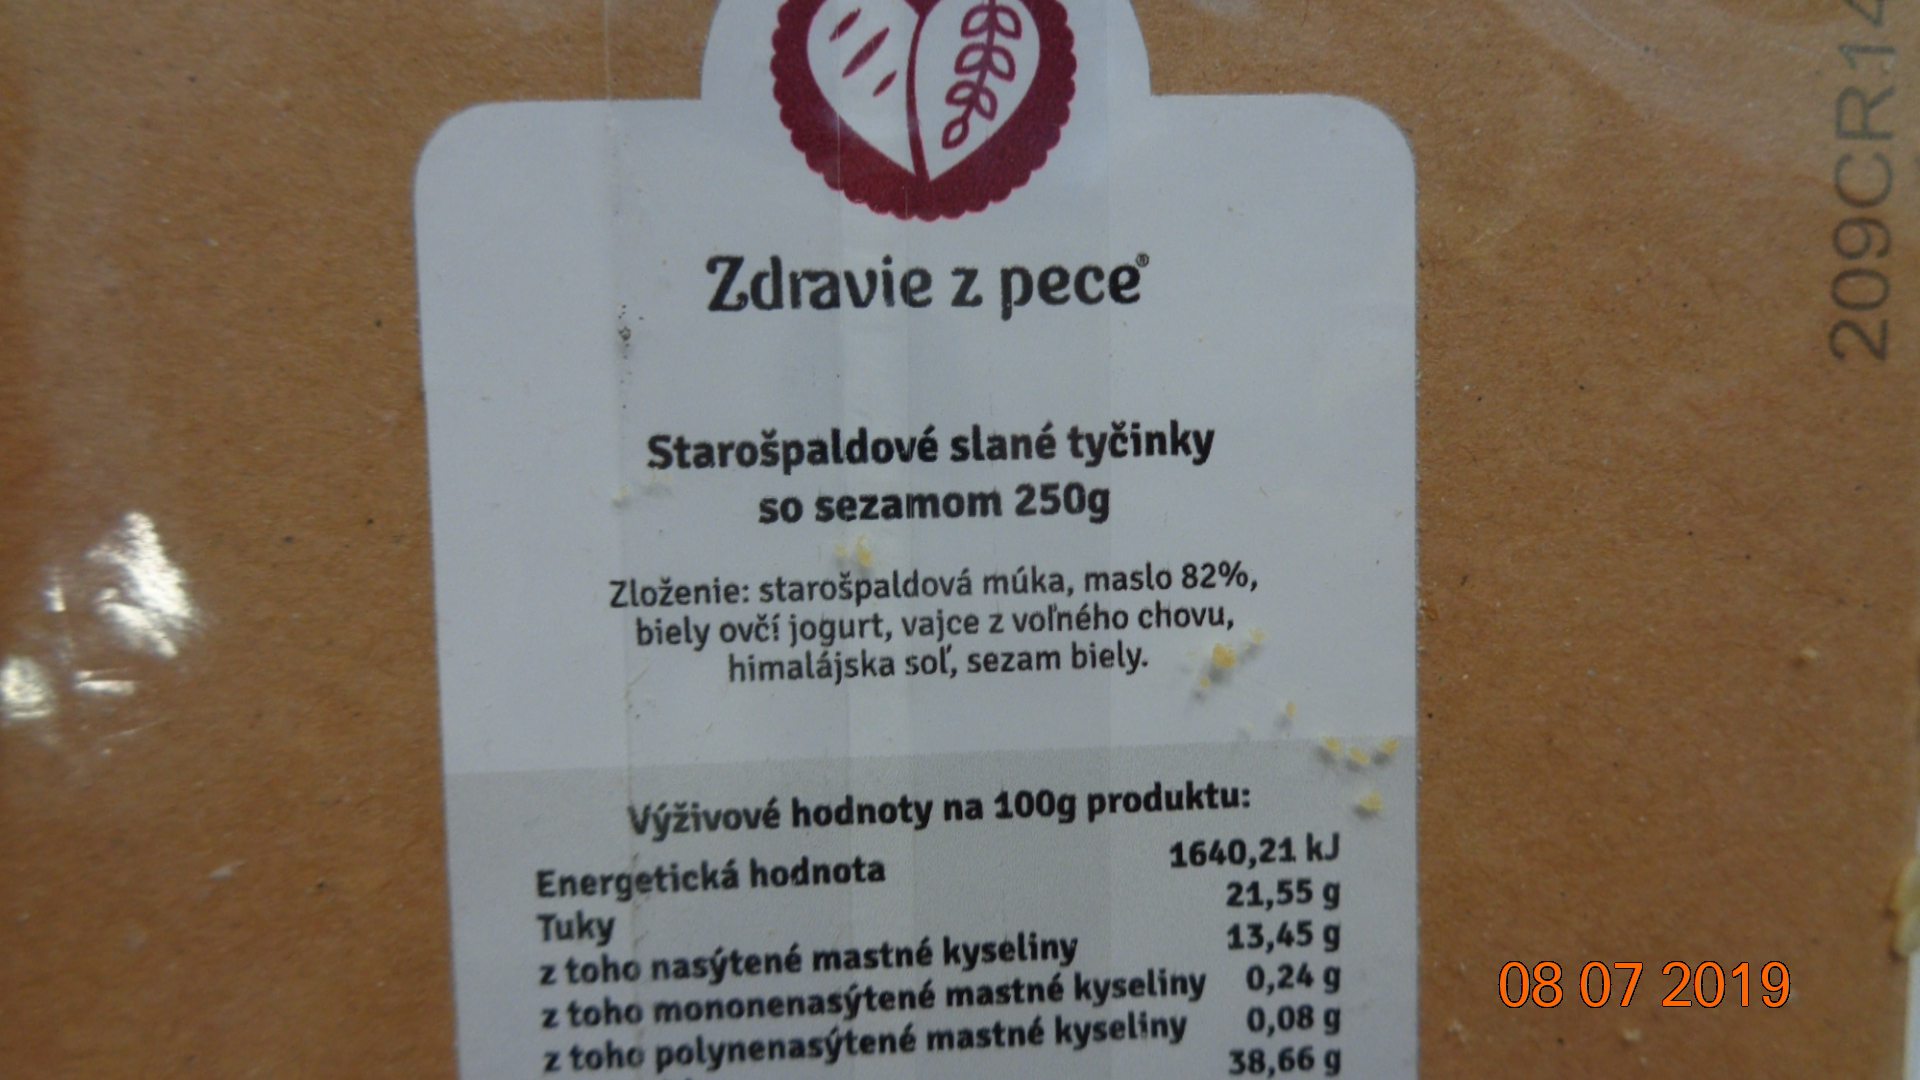 Zdravie z pece®
Starošpaldové slané tyčinky
so sezamom 250g
Zloženie: starošpaldová múka, maslo 82%,
biely ovčí jogurt, vajce z voľného chovu,
himalájska soľ, sezam biely.
Výživové hodnoty na 100g produktu:
Energetická hodnota 1640,21 kJ
Tuky 21,55 g
z toho nasýtené mastné kyseliny 13,45 g
z toho mononenasýtené mastné kyseliny 0,24 g
z toho polynenasýtené mastné kyseliny 0,08 g
38,66 g
209CR14
08 07 2019